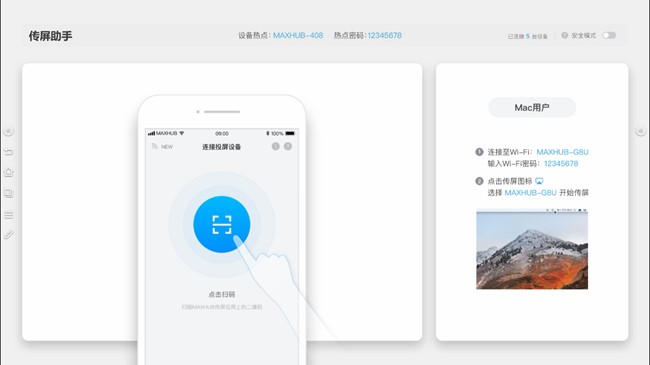 传屏助手
设备热点：MAXHUB-408 热点密码:12345678
已连接 5 台设备
安全模式
MAXHUB
09:00
100%
NEW
连接投屏设备
点击扫码
扫描MAXHUB传屏应用上的二维码
Mac用户
1 连接至Wi-Fi：MAXHUB-G8U
输入Wi-Fi密码：12345678
2 点击传屏图标
选择 MAXHUB-G8U 开始传屏